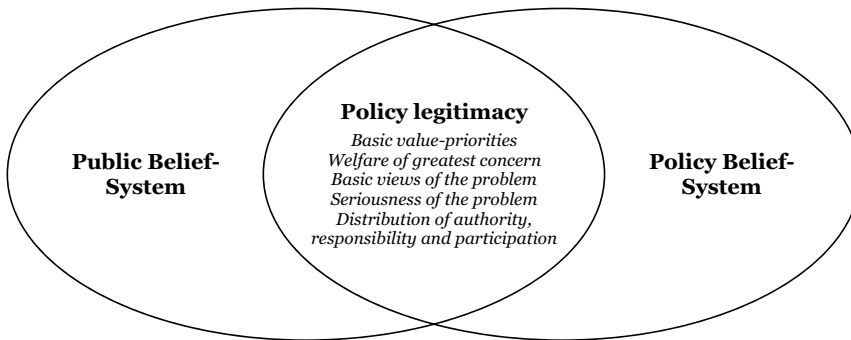 Public Belief-
System
Policy legitimacy
Basic value-priorities
Welfare of greatest concern
Basic views of the problem
Seriousness of the problem
Distribution of authority,
responsibility and participation
Policy Belief-
System